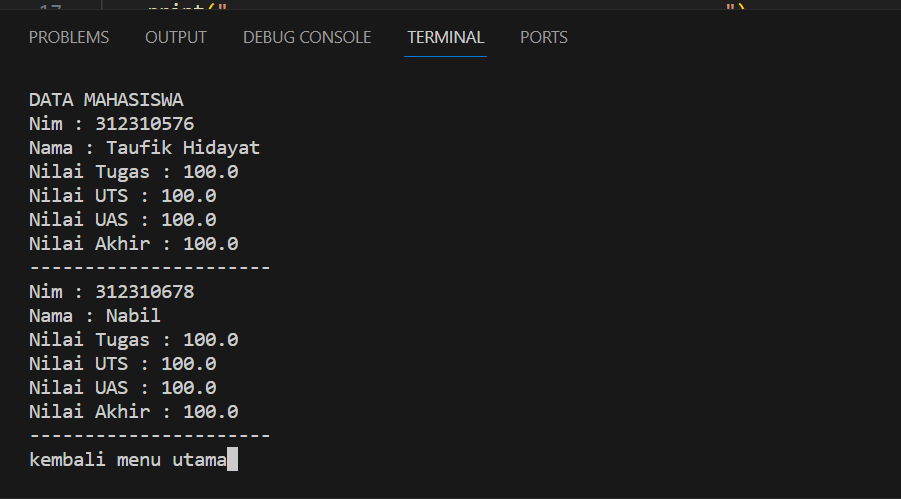 17 print("                    ")
PROBLEMS OUTPUT DEBUG CONSOLE TERMINAL PORTS
DATA MAHASISWA
Nim : 312310576
Nama : Taufik Hidayat
Nilai Tugas : 100.0
Nilai UTS : 100.0
Nilai UAS : 100.0
Nilai Akhir : 100.0
----------------------
Nim : 312310678
Nama : Nabil
Nilai Tugas : 100.0
Nilai UTS : 100.0
Nilai UAS : 100.0
Nilai Akhir : 100.0
----------------------
kembali menu utama